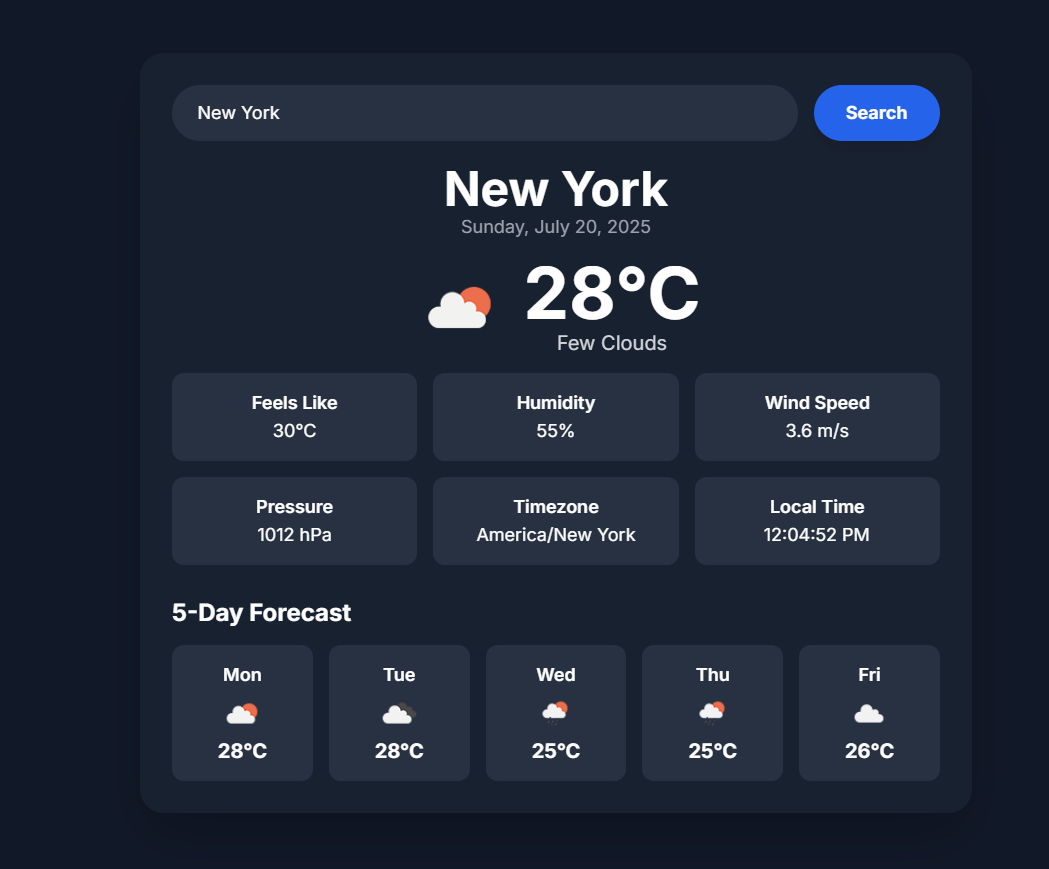 New York
Search
New York
Sunday, July 20, 2025
28°C
Few Clouds
Feels Like
30°C
Humidity
55%
Wind Speed
3.6 m/s
Pressure
1012 hPa
Timezone
America/New York
Local Time
12:04:52 PM
5-Day Forecast
Mon
28°C
Tue
28°C
Wed
25°C
Thu
25°C
Fri
26°C